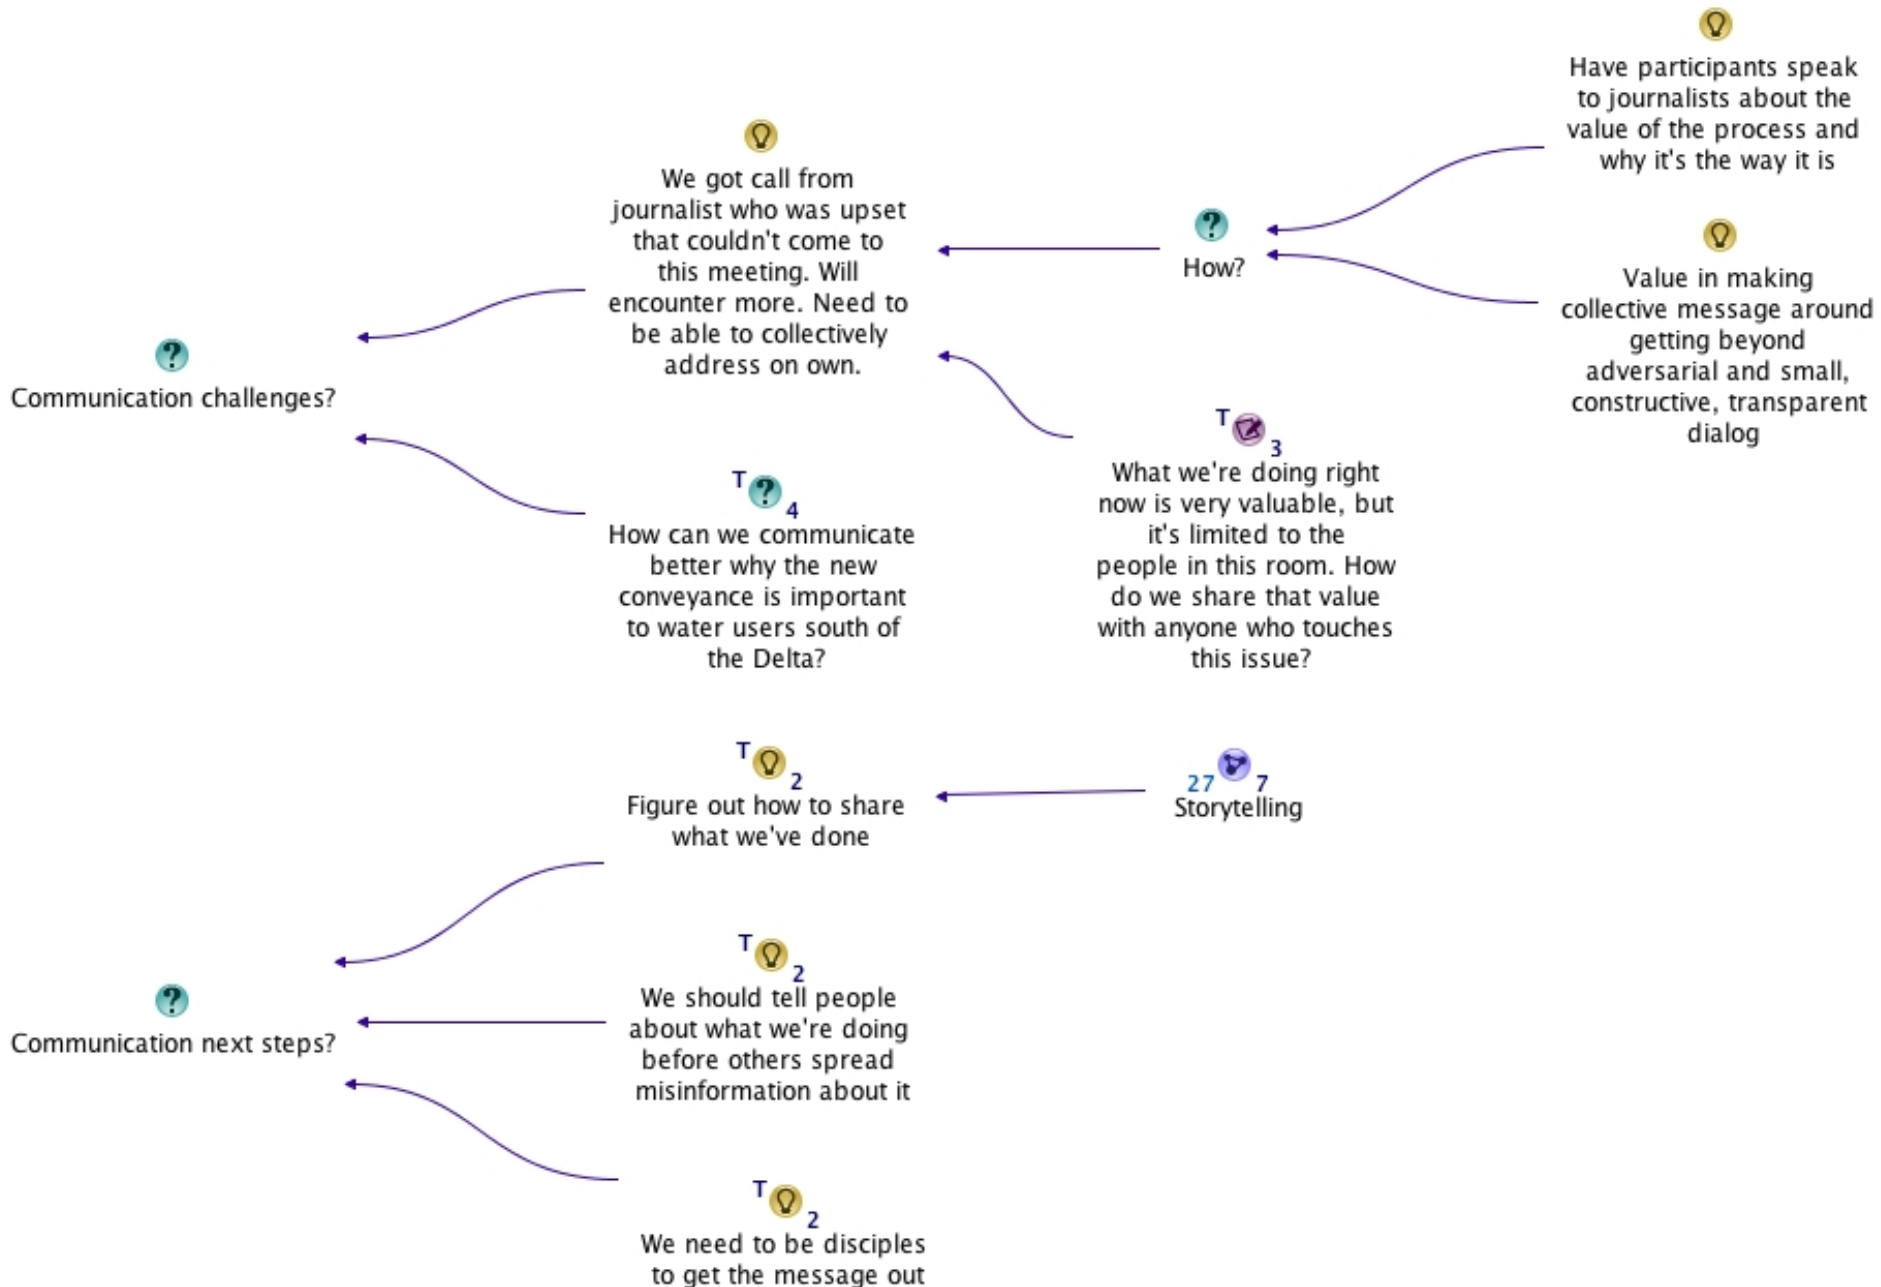 Have participants speak
to journalists about the
value of the process and
why it's the way it is
We got call from
journalist who was upset
that couldn't come to
this meeting. Will
encounter more. Need to
be able to collectively
address on own.
?
How?
Value in making
collective message around
getting beyond
adversarial and small,
constructive, transparent
dialog
?
Communication challenges?
T
?
4
How can we communicate
better why the new
conveyance is important
to water users south of
the Delta?
T
3
What we're doing right
now is very valuable, but
it's limited to the
people in this room. How
do we share that value
with anyone who touches
this issue?
T
2
Figure out how to share
what we've done
27
7
Storytelling
T
2
We should tell people
about what we're doing
before others spread
misinformation about it
?
Communication next steps?
T
2
We need to be disciples
to get the message out